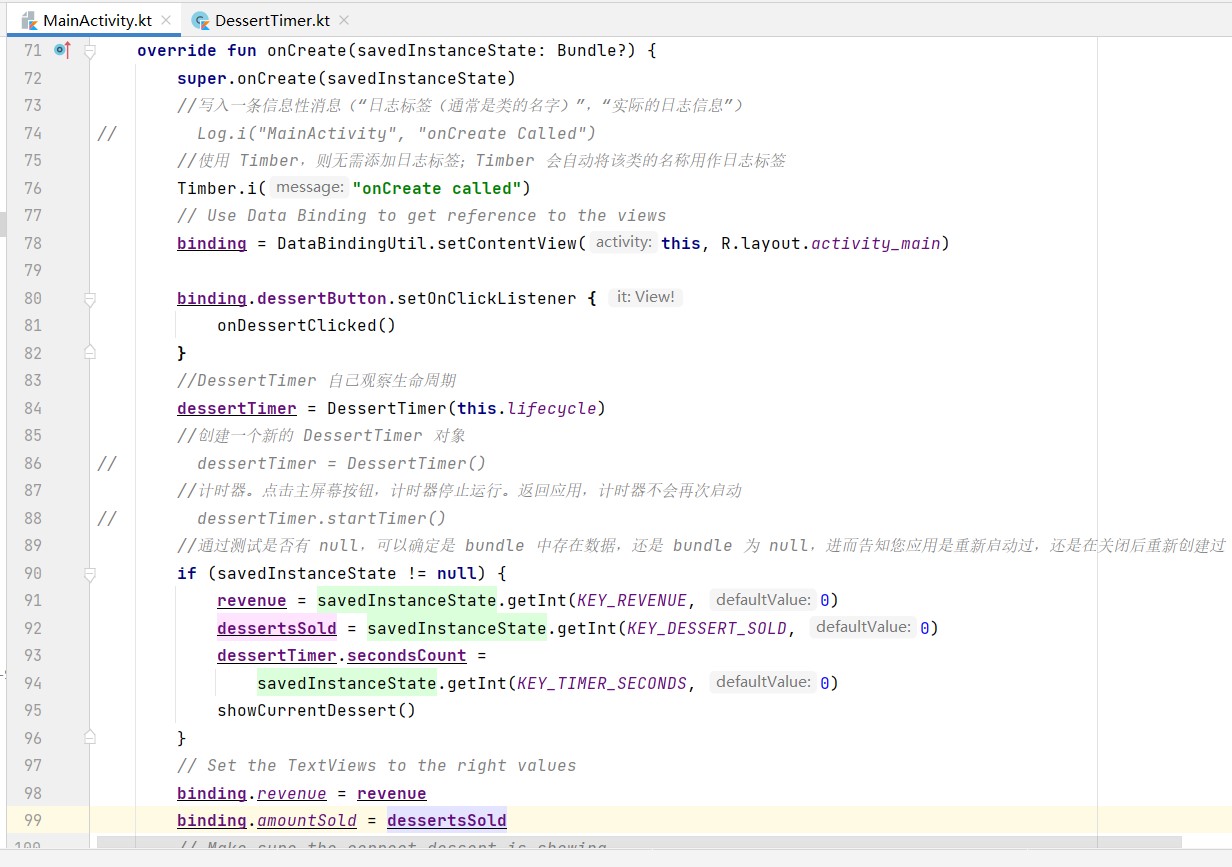 MainActivity.kt × DessertTimer.kt ×
71 override fun onCreate(savedInstanceState: Bundle?) {
72 super.onCreate(savedInstanceState)
73 //写入一条信息性消息（“日志标签（通常是类的名字）”，“实际的日志信息”）
74 // Log.i("MainActivity", "onCreate Called")
75 //使用 Timber，则无需添加日志标签；Timber 会自动将该类的名称用作日志标签
76 Timber.i( message: "onCreate called")
77 // Use Data Binding to get reference to the views
78 binding = DataBindingUtil.setContentView( activity: this, R.layout.activity_main)
79
80 binding.dessertButton.setOnClickListener { it: View!
81 onDessertClicked()
82 }
83 //DessertTimer 自己观察生命周期
84 dessertTimer = DessertTimer(this.lifecycle)
85 //创建一个新的 DessertTimer 对象
86 // dessertTimer = DessertTimer()
87 //计时器。点击主屏幕按钮，计时器停止运行。返回应用，计时器不会再次启动
88 // dessertTimer.startTimer()
89 //通过测试是否有 null，可以确定是 bundle 中存在数据，还是 bundle 为 null，进而告知您应用是重新启动过，还是在关闭后重新创建过
90 if (savedInstanceState != null) {
91 revenue = savedInstanceState.getInt(KEY_REVENUE, defaultValue: 0)
92 dessertsSold = savedInstanceState.getInt(KEY_DESSERT_SOLD, defaultValue: 0)
93 dessertTimer.secondsCount =
94 savedInstanceState.getInt(KEY_TIMER_SECONDS, defaultValue: 0)
95 showCurrentDessert()
96 }
97 // Set the TextViews to the right values
98 binding.revenue = revenue
99 binding.amountSold = dessertsSold
100 // Make sure the correct dessert is showing